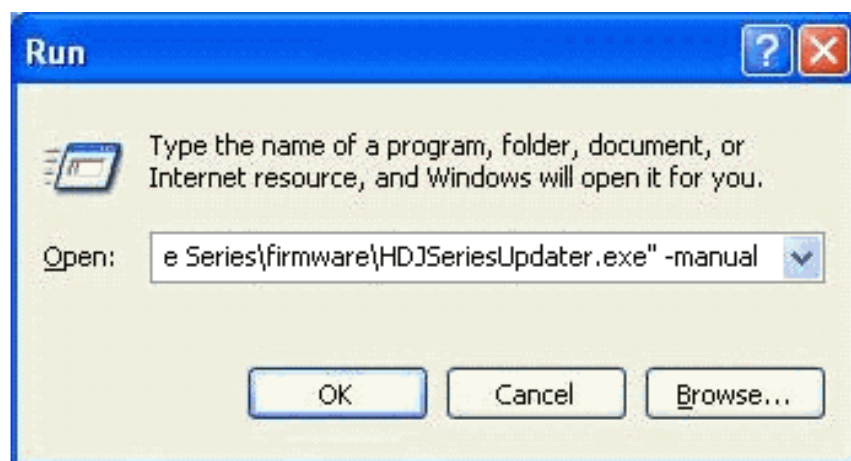 Run
Type the name of a program, folder, document, or
Internet resource, and Windows will open it for you.
Open: e Series\firmware\HDJSeriesUpdater.exe" -manual
OK Cancel Browse...